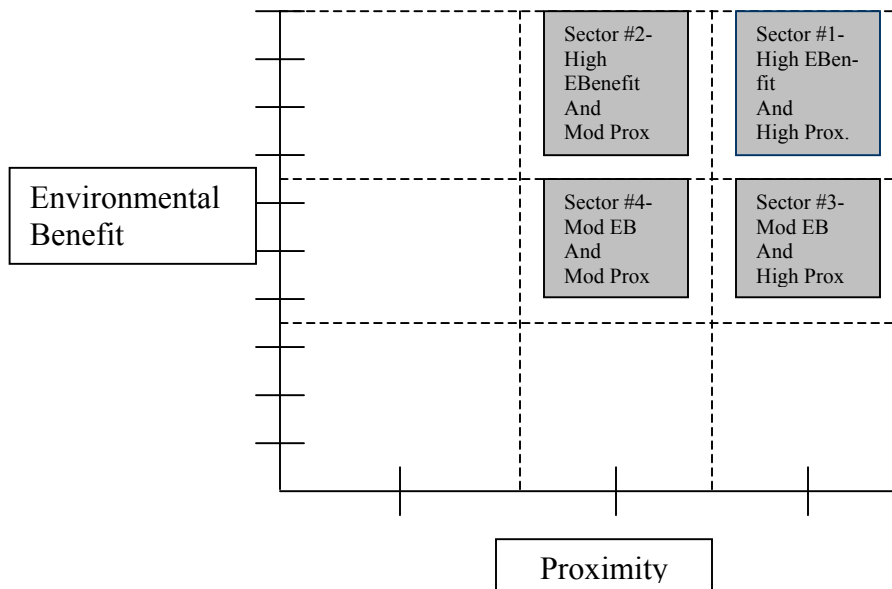 Sector #2-
High
EBenefit
And
Mod Prox
Sector #1-
High EBen-
fit
And
High Prox.
Environmental
Benefit
Sector #4-
Mod EB
And
Mod Prox
Sector #3-
Mod EB
And
High Prox
Proximity